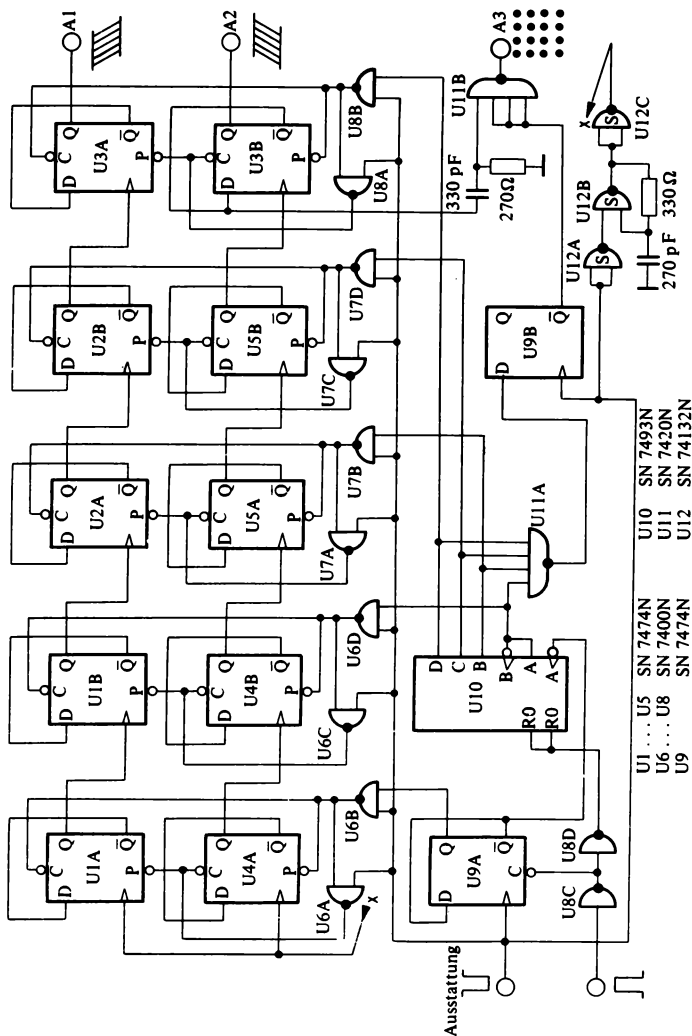 A1
D C Q
U1A
P Q̅
D C Q
U1B
P Q̅
D C Q
U2A
P Q̅
D C Q
U2B
P Q̅
D C Q
U3A
P Q̅
A2
D C Q
U4A
P Q̅
D C Q
U4B
P Q̅
D C Q
U5A
P Q̅
D C Q
U5B
P Q̅
D C Q
U3B
P Q̅
U6A
U6B
U6C
U6D
U7A
U7B
U7C
U7D
U8A
U8B
x
Ausstattung
D Q
U9A
C Q̅
U8C
U8D
U10
D
C
B
B
A
A
R0
R0
U11A
D Q
U9B
Q̅
330 pF
270Ω
U11B
A3
U12A
S
U12B
S
U12C
S
x
270 pF
330 Ω
U1 . . . U5 SN 7474N
U6 . . . U8 SN 7400N
U9 SN 7474N
U10 SN 7493N
U11 SN 7420N
U12 SN 74132N